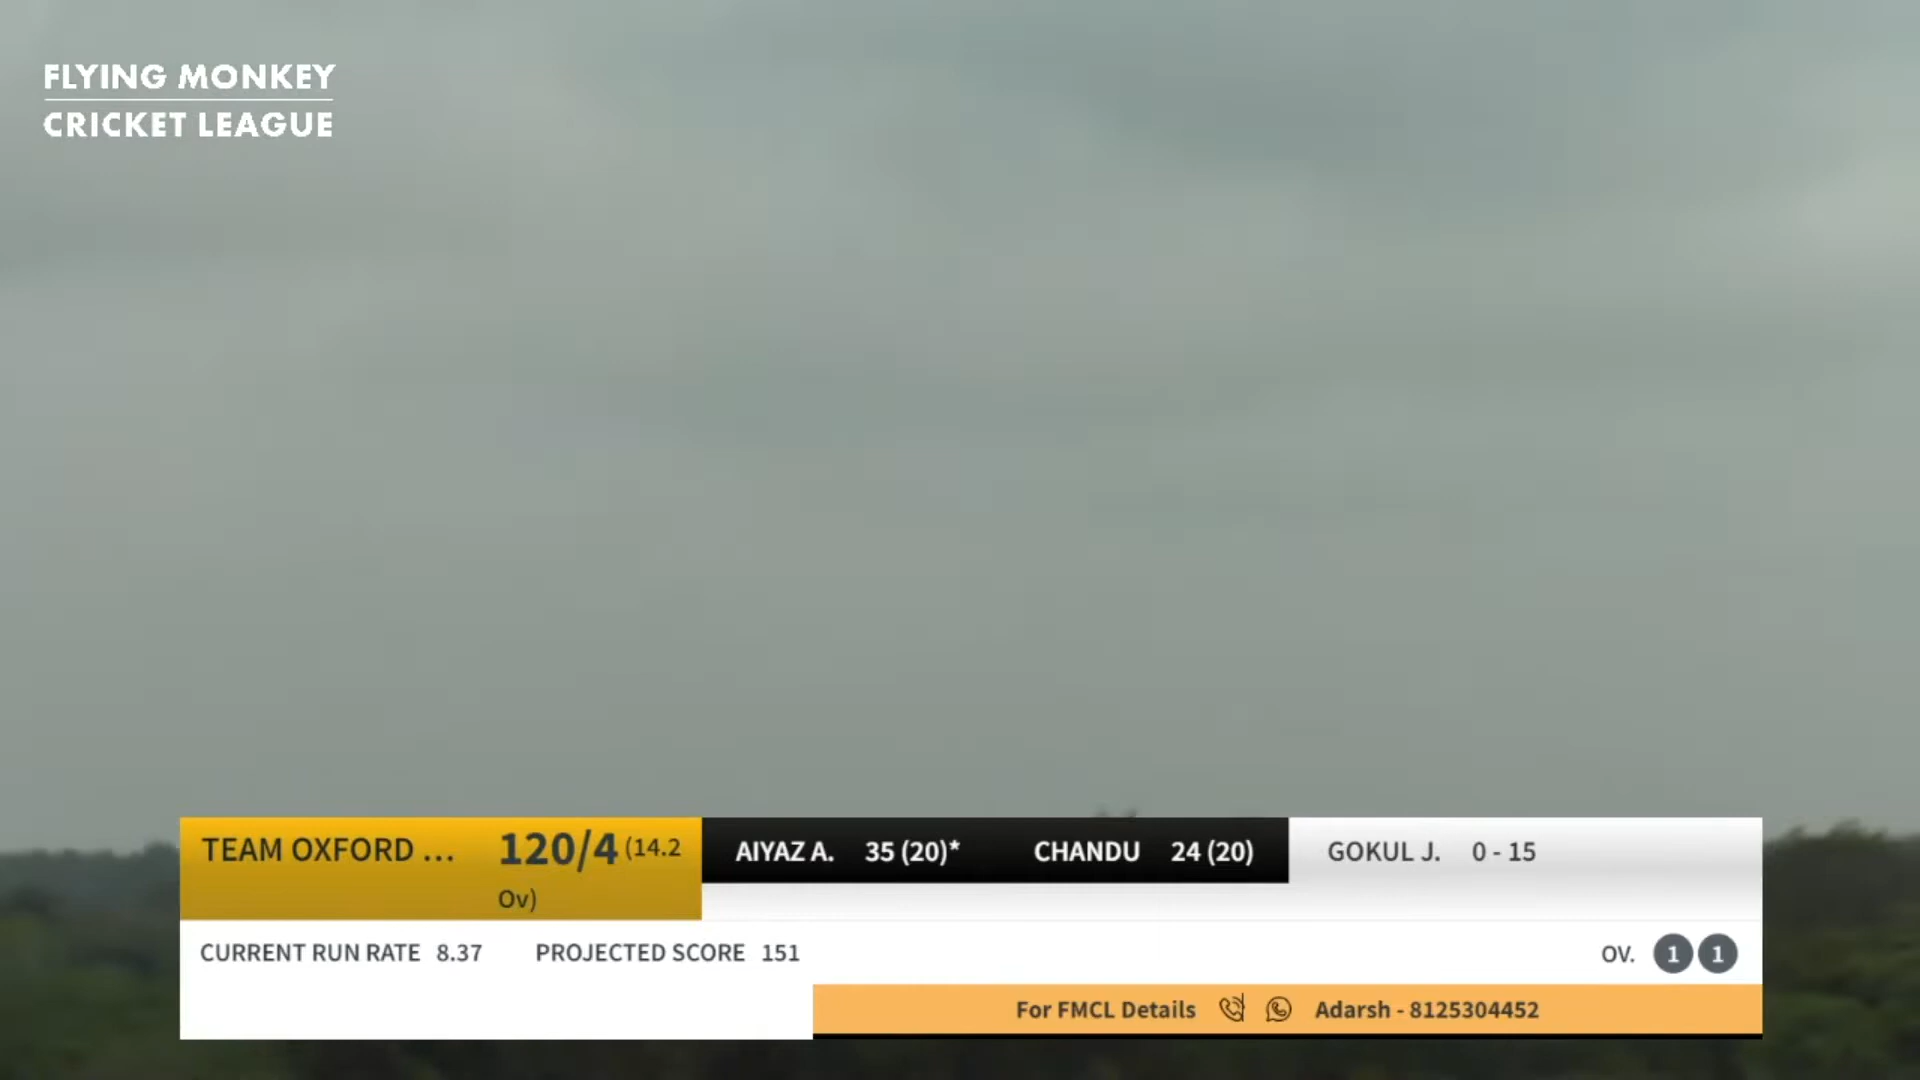 FLYING MONKEY
CRICKET LEAGUE
TEAM OXFORD ... 120/4 (14.2 Ov) AIYAZ A. 35 (20)* CHANDU 24 (20) GOKUL J. 0 - 15
CURRENT RUN RATE 8.37 PROJECTED SCORE 151 OV. 1 1
For FMCL Details Adarsh - 8125304452